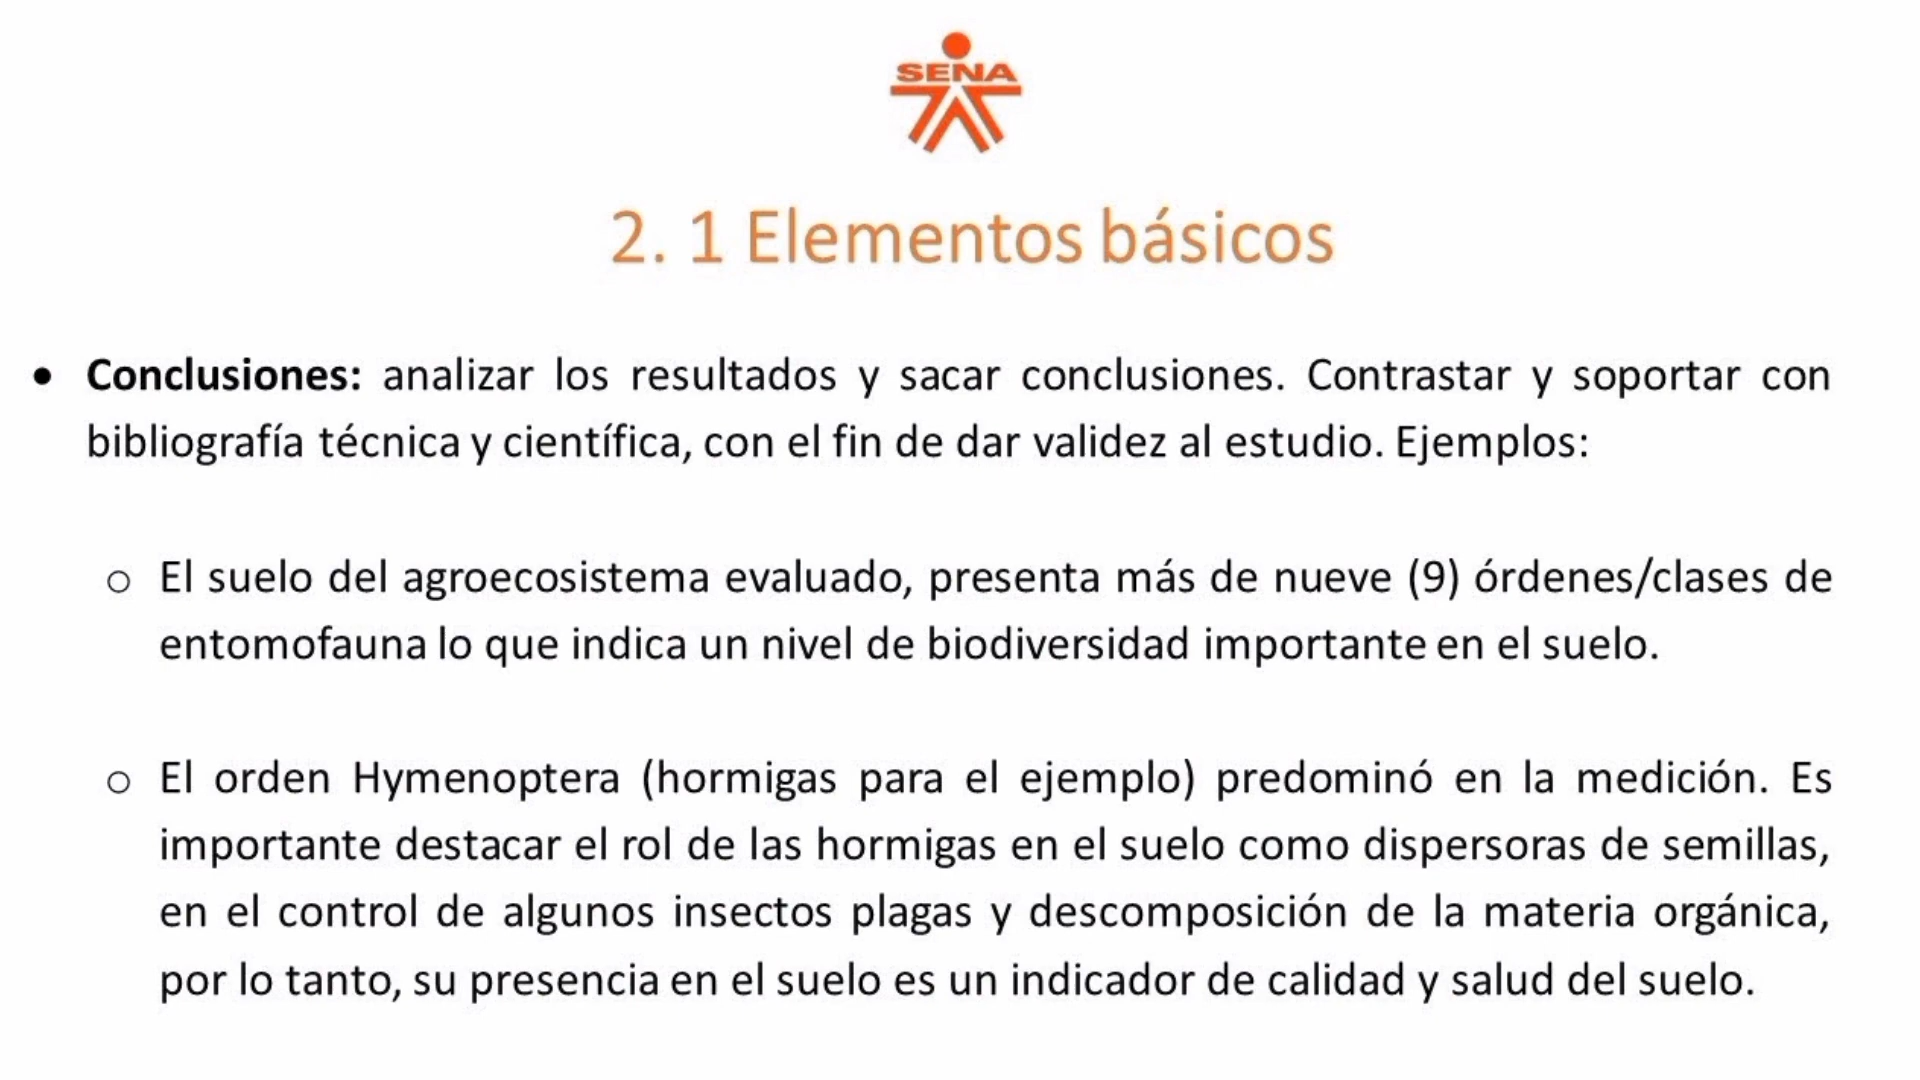 SENA
2. 1 Elementos básicos
• Conclusiones: analizar los resultados y sacar conclusiones. Contrastar y soportar con
bibliografía técnica y científica, con el fin de dar validez al estudio. Ejemplos:
o El suelo del agroecosistema evaluado, presenta más de nueve (9) órdenes/clases de
entomofauna lo que indica un nivel de biodiversidad importante en el suelo.
o El orden Hymenoptera (hormigas para el ejemplo) predominó en la medición. Es
importante destacar el rol de las hormigas en el suelo como dispersoras de semillas,
en el control de algunos insectos plagas y descomposición de la materia orgánica,
por lo tanto, su presencia en el suelo es un indicador de calidad y salud del suelo.